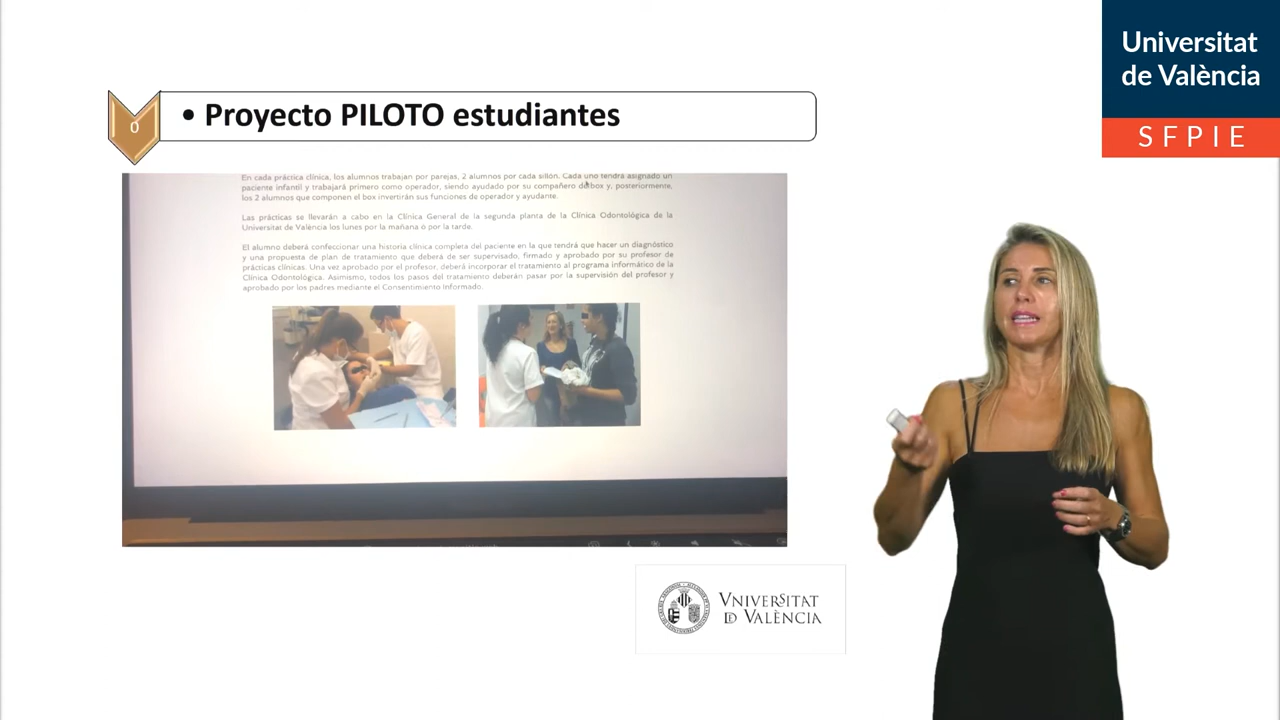 Universitat
de València
SFPIE
0
• Proyecto PILOTO estudiantes
En cada práctica clínica, los alumnos trabajan por parejas, 2 alumnos por cada sillón. Cada uno tendrá asignado un
paciente infantil y trabajará primero como operador, siendo ayudado por su compañero de box y, posteriormente,
los 2 alumnos que componen el box invertirán sus funciones de operador y ayudante.
Las prácticas se llevarán a cabo en la Clínica General de la segunda planta de la Clínica Odontológica de la
Universitat de València los lunes por la mañana o por la tarde.
El alumno deberá confeccionar una historia clínica completa del paciente en la que tendrá que hacer un diagnóstico
y una propuesta de plan de tratamiento que deberá de ser supervisado, firmado y aprobado por su profesor de
prácticas clínicas. Una vez aprobado por el profesor, deberá incorporar el tratamiento al programa informático de la
Clínica Odontológica. Asimismo, todos los pasos del tratamiento deberán pasar por la supervisión del profesor y
aprobado por los padres mediante el Consentimiento Informado.
VNIVERSITAT
DE VALÈNCIA